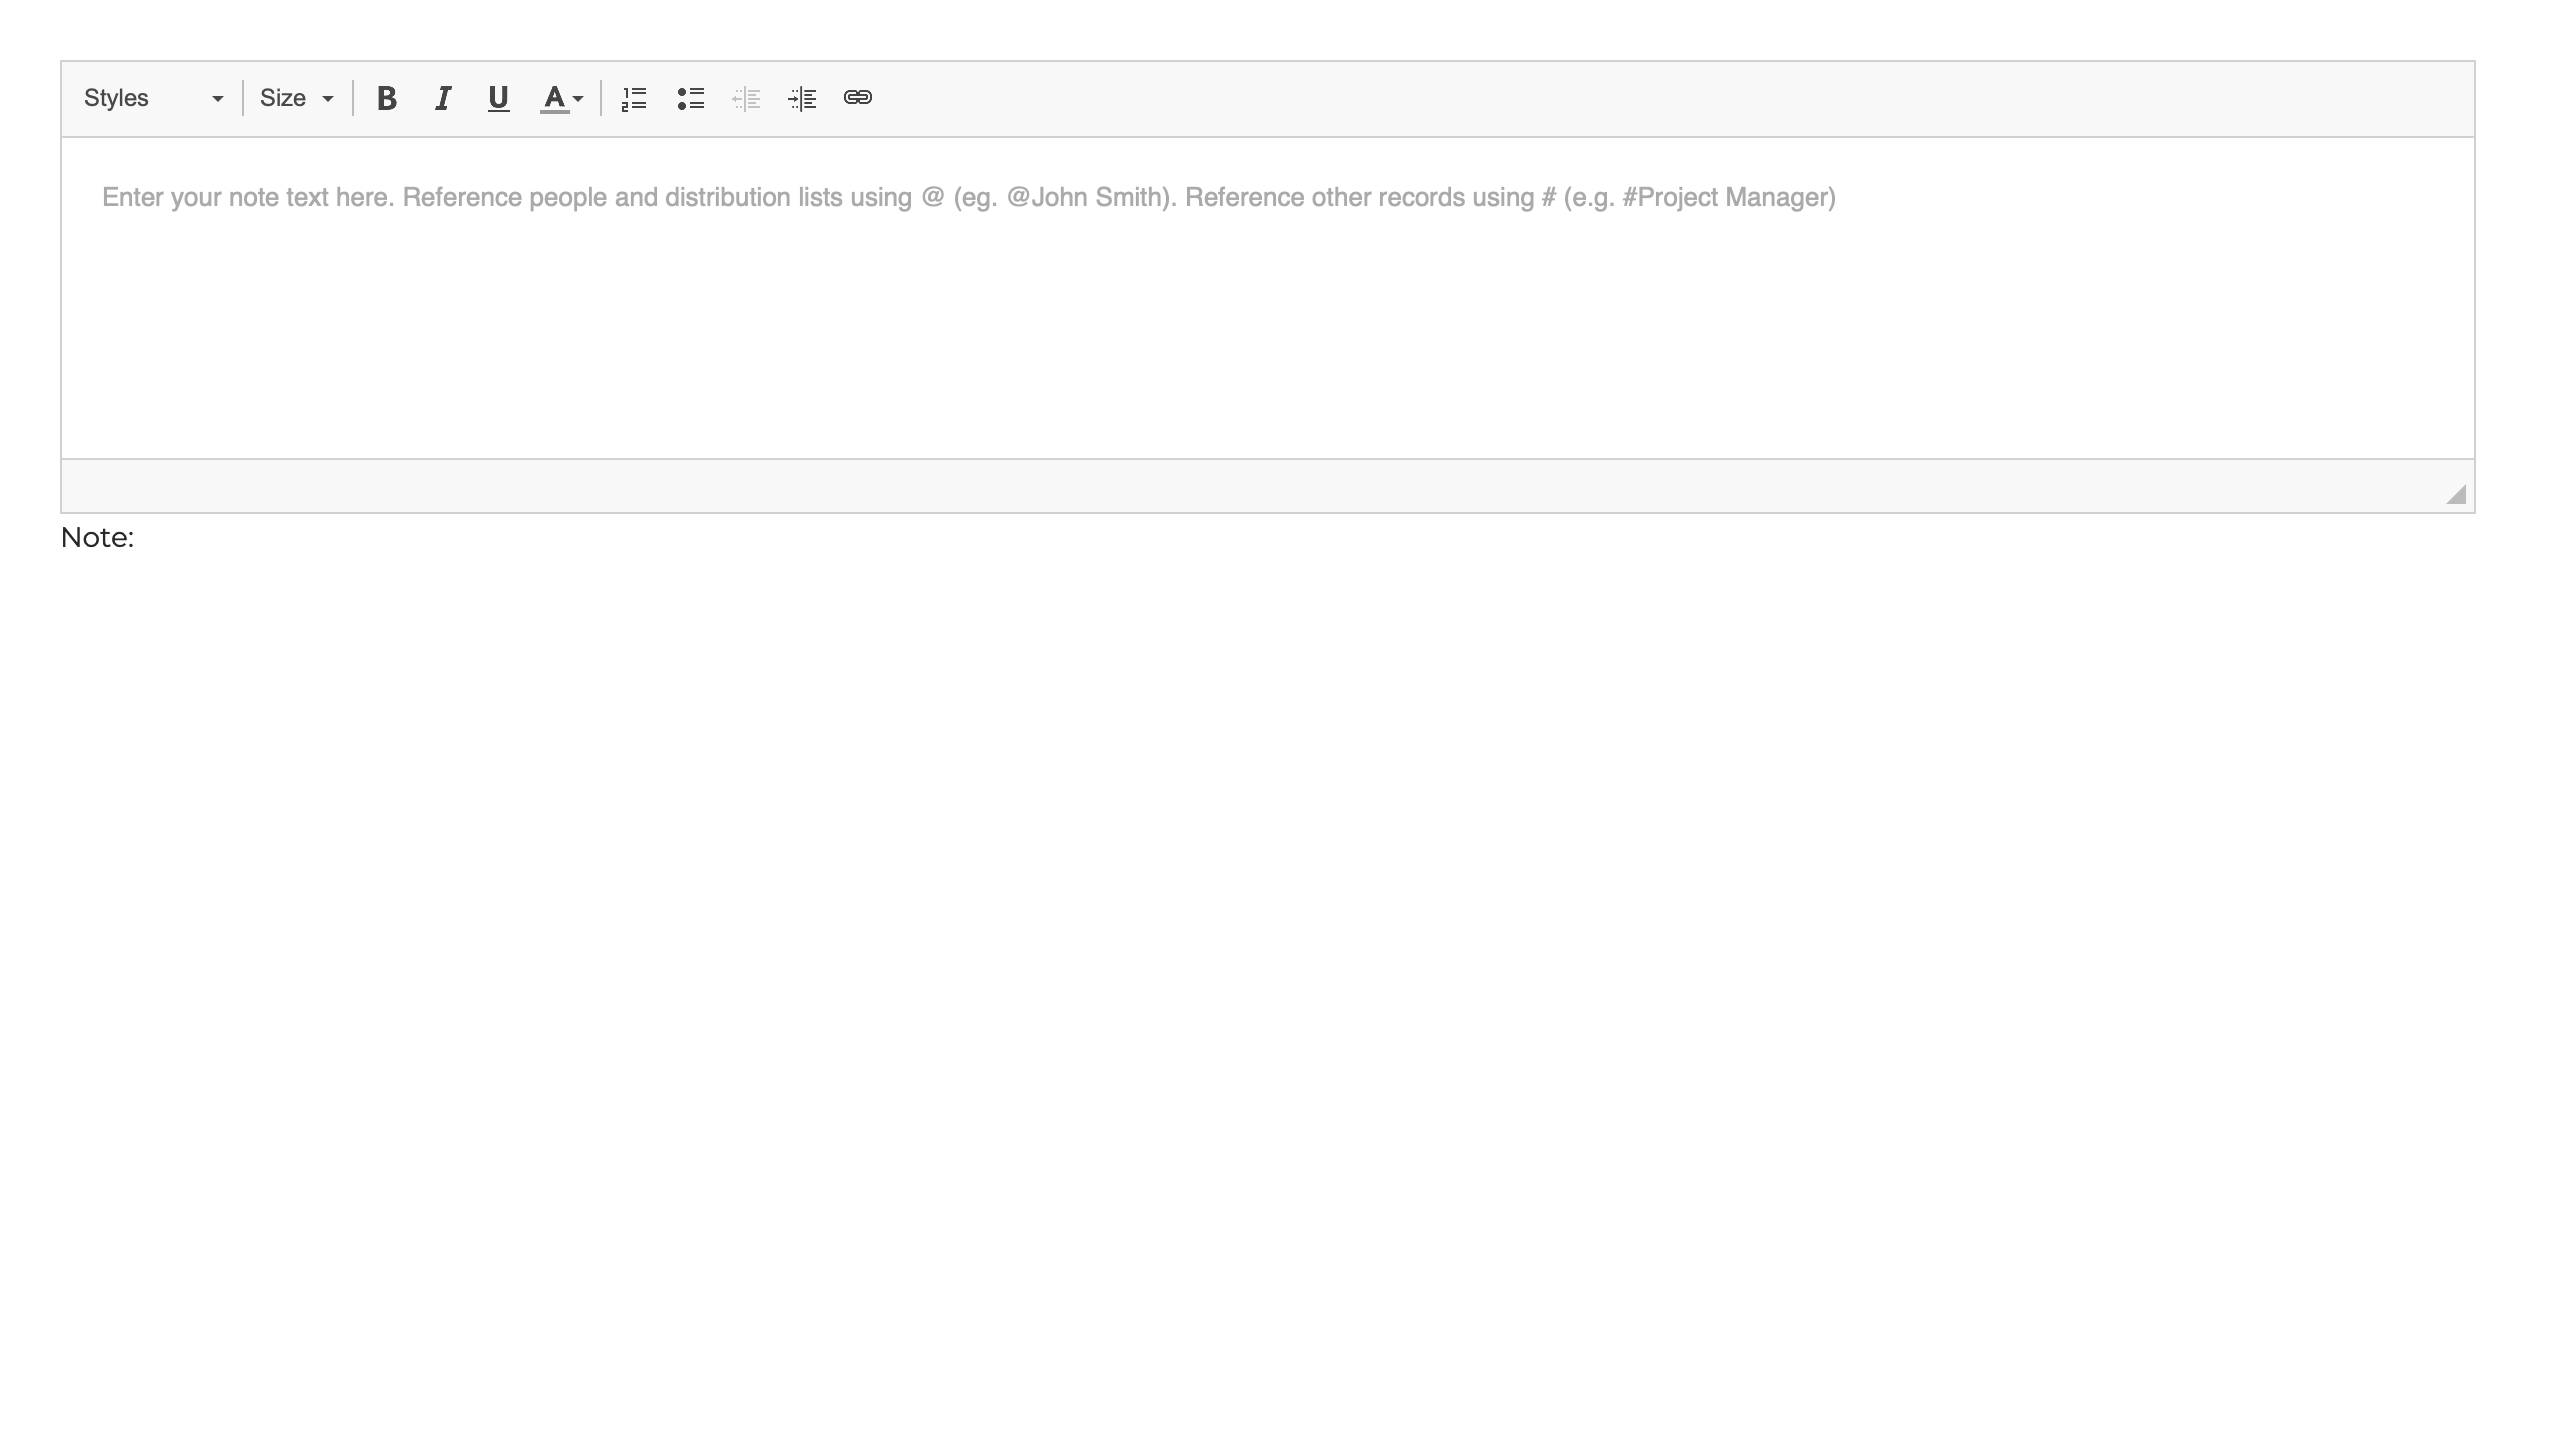 Styles Size B I U A
Enter your note text here. Reference people and distribution lists using @ (eg. @John Smith). Reference other records using # (e.g. #Project Manager)
Note: